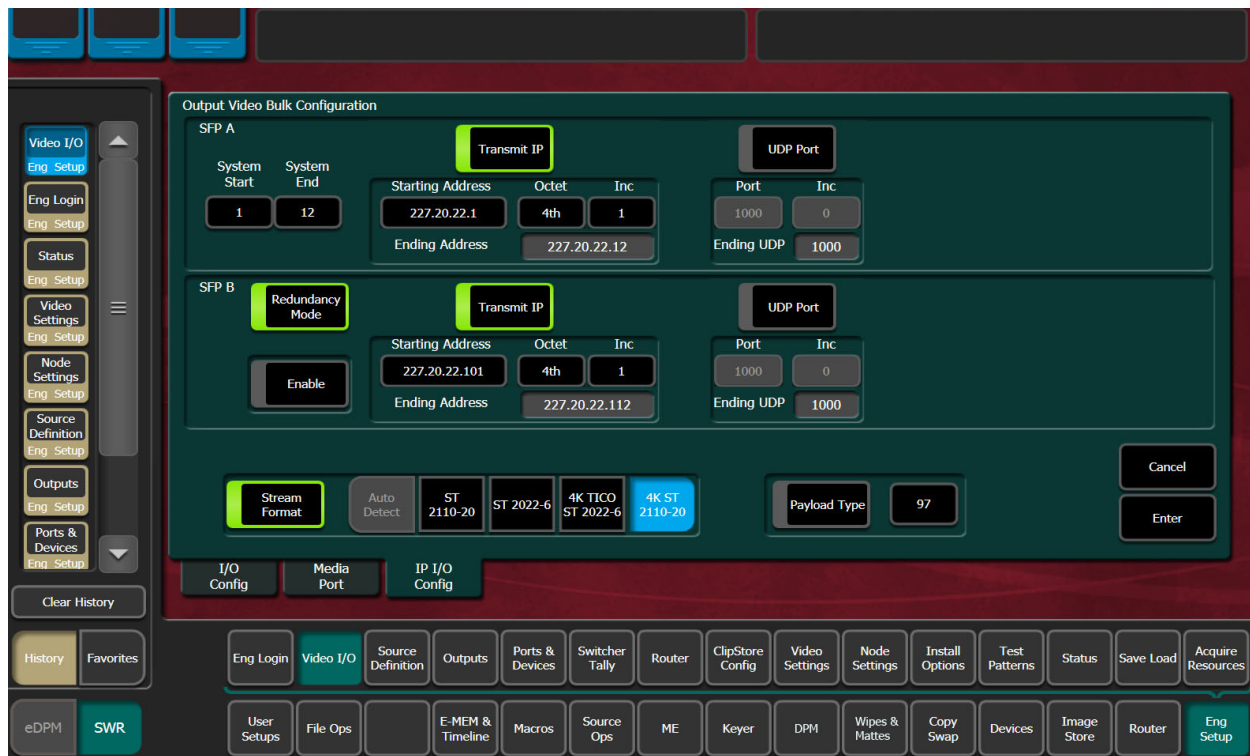 Output Video Bulk Configuration
SFP A
System Start
System End
1
12
Transmit IP
Starting Address
Octet
Inc
227.20.22.1
4th
1
Ending Address
227.20.22.12
UDP Port
Port
Inc
1000
0
Ending UDP
1000
SFP B
Redundancy Mode
Enable
Transmit IP
Starting Address
Octet
Inc
227.20.22.101
4th
1
Ending Address
227.20.22.112
UDP Port
Port
Inc
1000
0
Ending UDP
1000
Stream Format
Auto Detect
ST 2110-20
ST 2022-6
4K TICO ST 2022-6
4K ST 2110-20
Payload Type
97
Cancel
Enter
I/O Config
Media Port
IP I/O Config
Video I/O
Eng Setup
Eng Login
Eng Setup
Status
Eng Setup
Video Settings
Eng Setup
Node Settings
Eng Setup
Source Definition
Eng Setup
Outputs
Eng Setup
Ports & Devices
Eng Setup
Clear History
History
Favorites
eDPM
SWR
Eng Login
Video I/O
Source Definition
Outputs
Ports & Devices
Switcher Tally
Router
ClipStore Config
Video Settings
Node Settings
Install Options
Test Patterns
Status
Save Load
Acquire Resources
User Setups
File Ops
E-MEM & Timeline
Macros
Source Ops
ME
Keyer
DPM
Wipes & Mattes
Copy Swap
Devices
Image Store
Router
Eng Setup